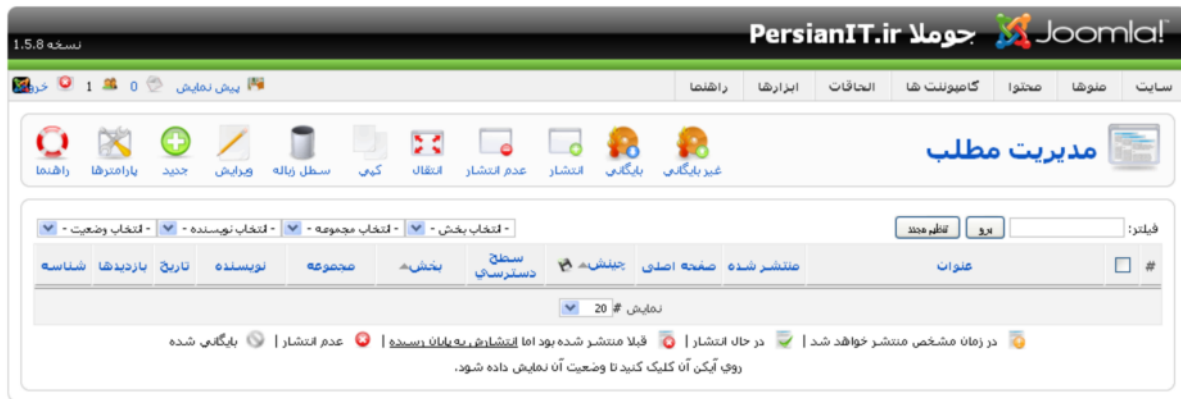 Joomla! جوملا PersianIT.ir
نسخه 1.5.8
سایت منوها محتوا کامپوننت ها الحاقات ابزارها راهنما
پیش نمایش 0 1 خروج
مدیریت مطلب
غیر بایگانی بایگانی انتشار عدم انتشار انتقال کپی سطل زباله ویرایش جدید پارامترها راهنما
فیلتر: برو تنظیم مجدد - انتخاب بخش - - انتخاب مجموعه - - انتخاب نویسنده - - انتخاب وضعیت -
# عنوان منتشر شده صفحه اصلی چینش سطح دسترسي بخش مجموعه نویسنده تاریخ بازدیدها شناسه
نمایش # 20
در زمان مشخص منتشر خواهد شد | در حال انتشار | قبلا منتشر شده بود اما انتشارش به پایان رسیده | عدم انتشار | بایگانی شده
روي آیکن آن کلیک کنید تا وضعیت آن نمایش داده شود.